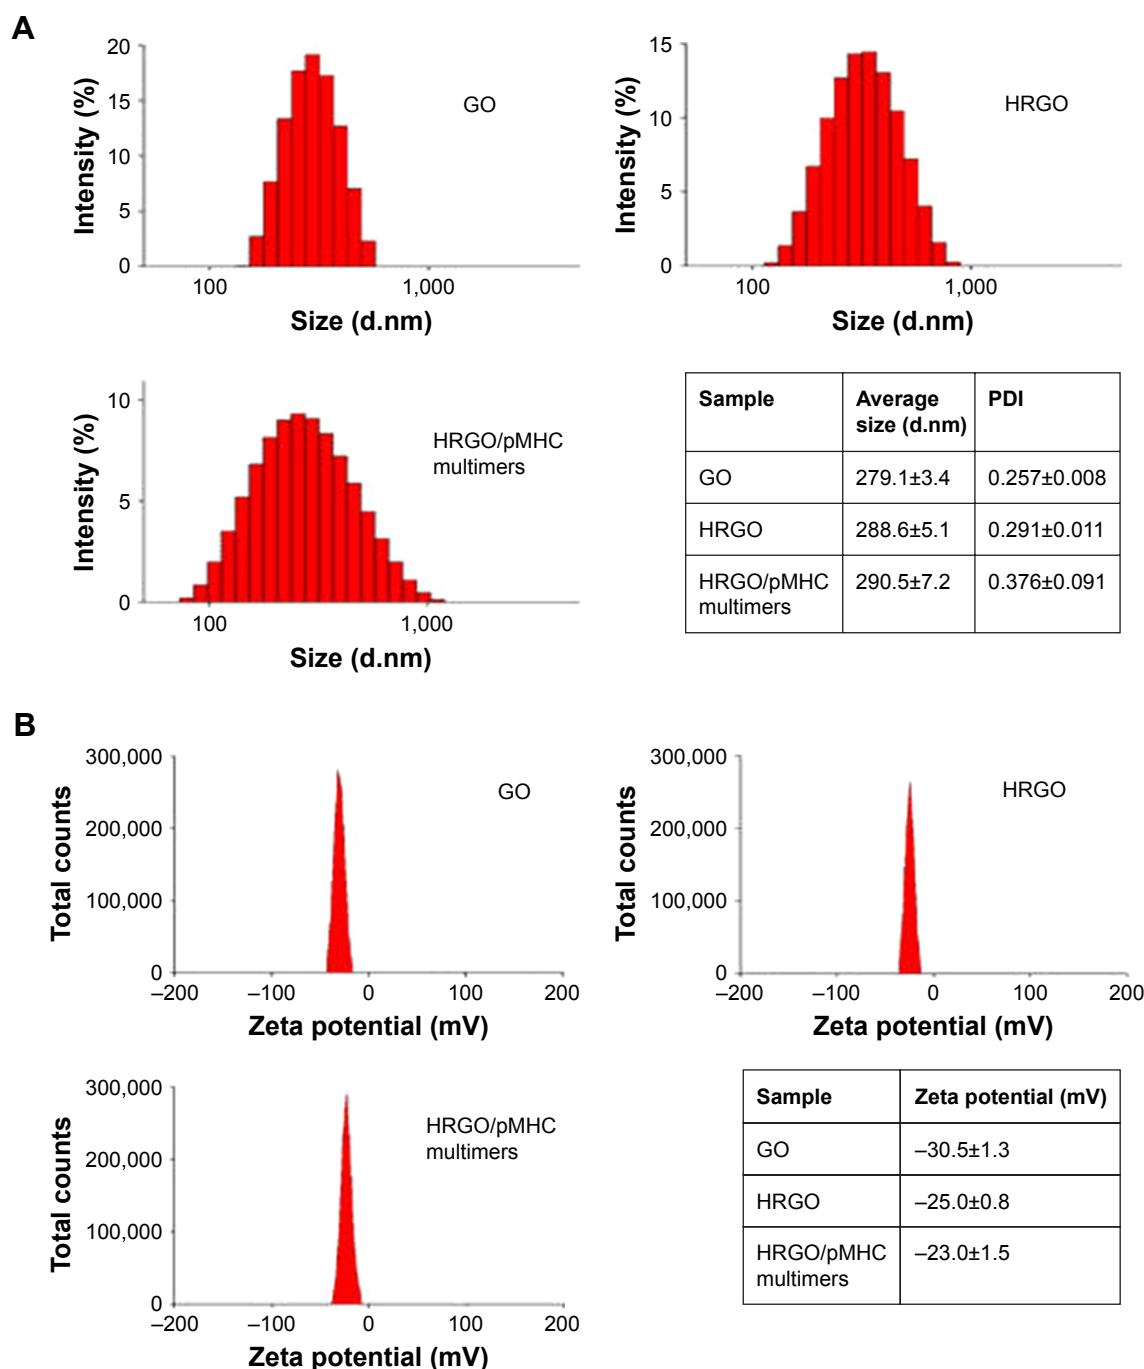 A
20
15
10
5
0
Intensity (%)
GO
100
1,000
Size (d.nm)
15
10
5
0
Intensity (%)
HRGO
100
1,000
Size (d.nm)
10
5
0
Intensity (%)
HRGO/pMHC
multimers
100
1,000
Size (d.nm)
Sample Average size (d.nm) PDI
GO 279.1±3.4 0.257±0.008
HRGO 288.6±5.1 0.291±0.011
HRGO/pMHC multimers 290.5±7.2 0.376±0.091
B
300,000
200,000
100,000
0
Total counts
GO
–200 –100 0 100 200
Zeta potential (mV)
300,000
200,000
100,000
0
Total counts
HRGO
–200 –100 0 100 200
Zeta potential (mV)
300,000
200,000
100,000
0
Total counts
HRGO/pMHC
multimers
–200 –100 0 100 200
Zeta potential (mV)
Sample Zeta potential (mV)
GO –30.5±1.3
HRGO –25.0±0.8
HRGO/pMHC multimers –23.0±1.5